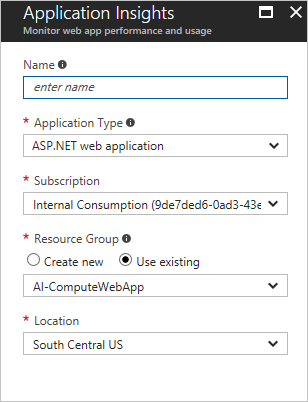 Application Insights
Monitor web app performance and usage
Name
enter name
* Application Type
ASP.NET web application
* Subscription
Internal Consumption (9de7ded6-0ad3-43e
* Resource Group
Create new Use existing
AI-ComputeWebApp
* Location
South Central US